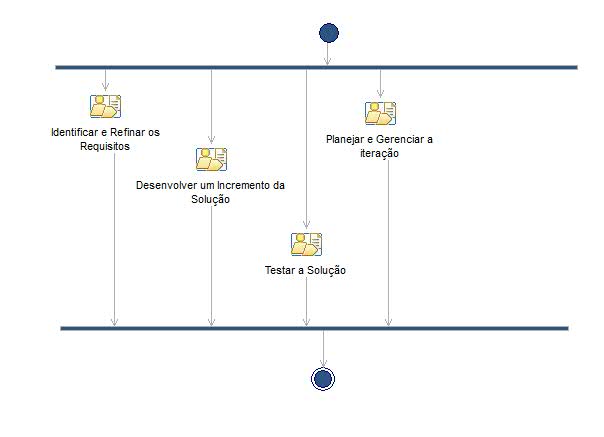 Identificar e Refinar os
Requisitos
Desenvolver um Incremento da
Solução
Testar a Solução
Planejar e Gerenciar a
iteração